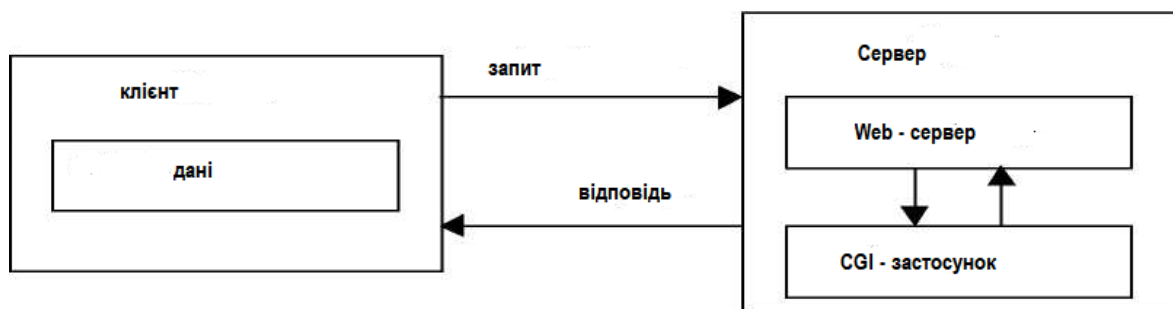 клієнт
дані
запит
відповідь
Сервер
Web - сервер
CGI - застосунок